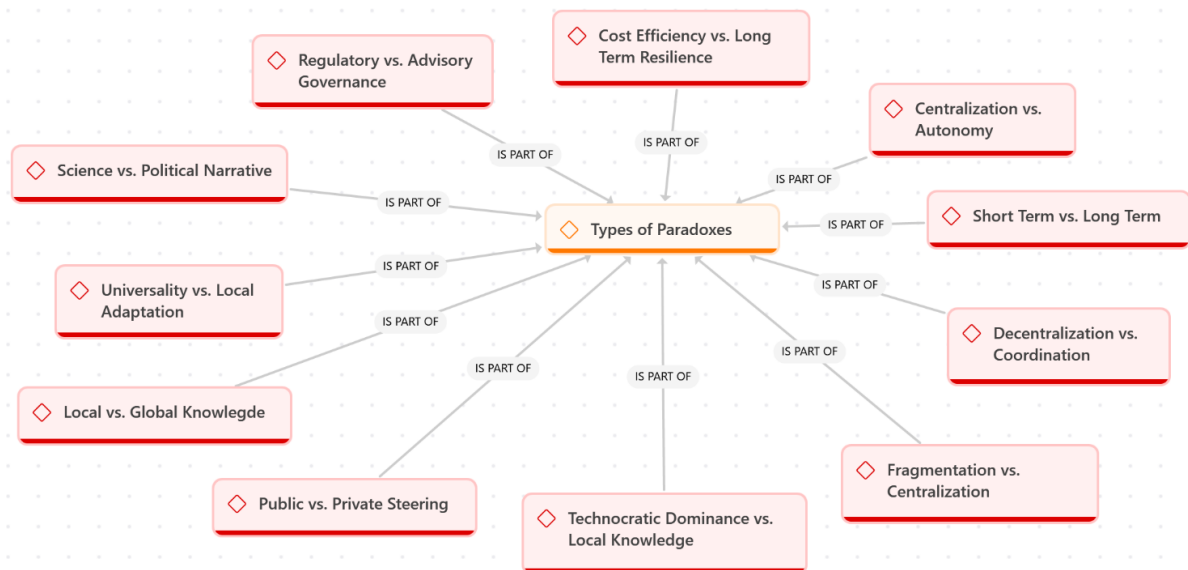 Cost Efficiency vs. Long
Term Resilience
Regulatory vs. Advisory
Governance
Centralization vs.
Autonomy
IS PART OF
IS PART OF
Science vs. Political Narrative
IS PART OF
IS PART OF
Short Term vs. Long Term
IS PART OF
IS PART OF
Types of Paradoxes
Universality vs. Local
Adaptation
IS PART OF
IS PART OF
IS PART OF
Decentralization vs.
Coordination
IS PART OF
IS PART OF
IS PART OF
Local vs. Global Knowlegde
Fragmentation vs.
Centralization
Public vs. Private Steering
Technocratic Dominance vs.
Local Knowledge